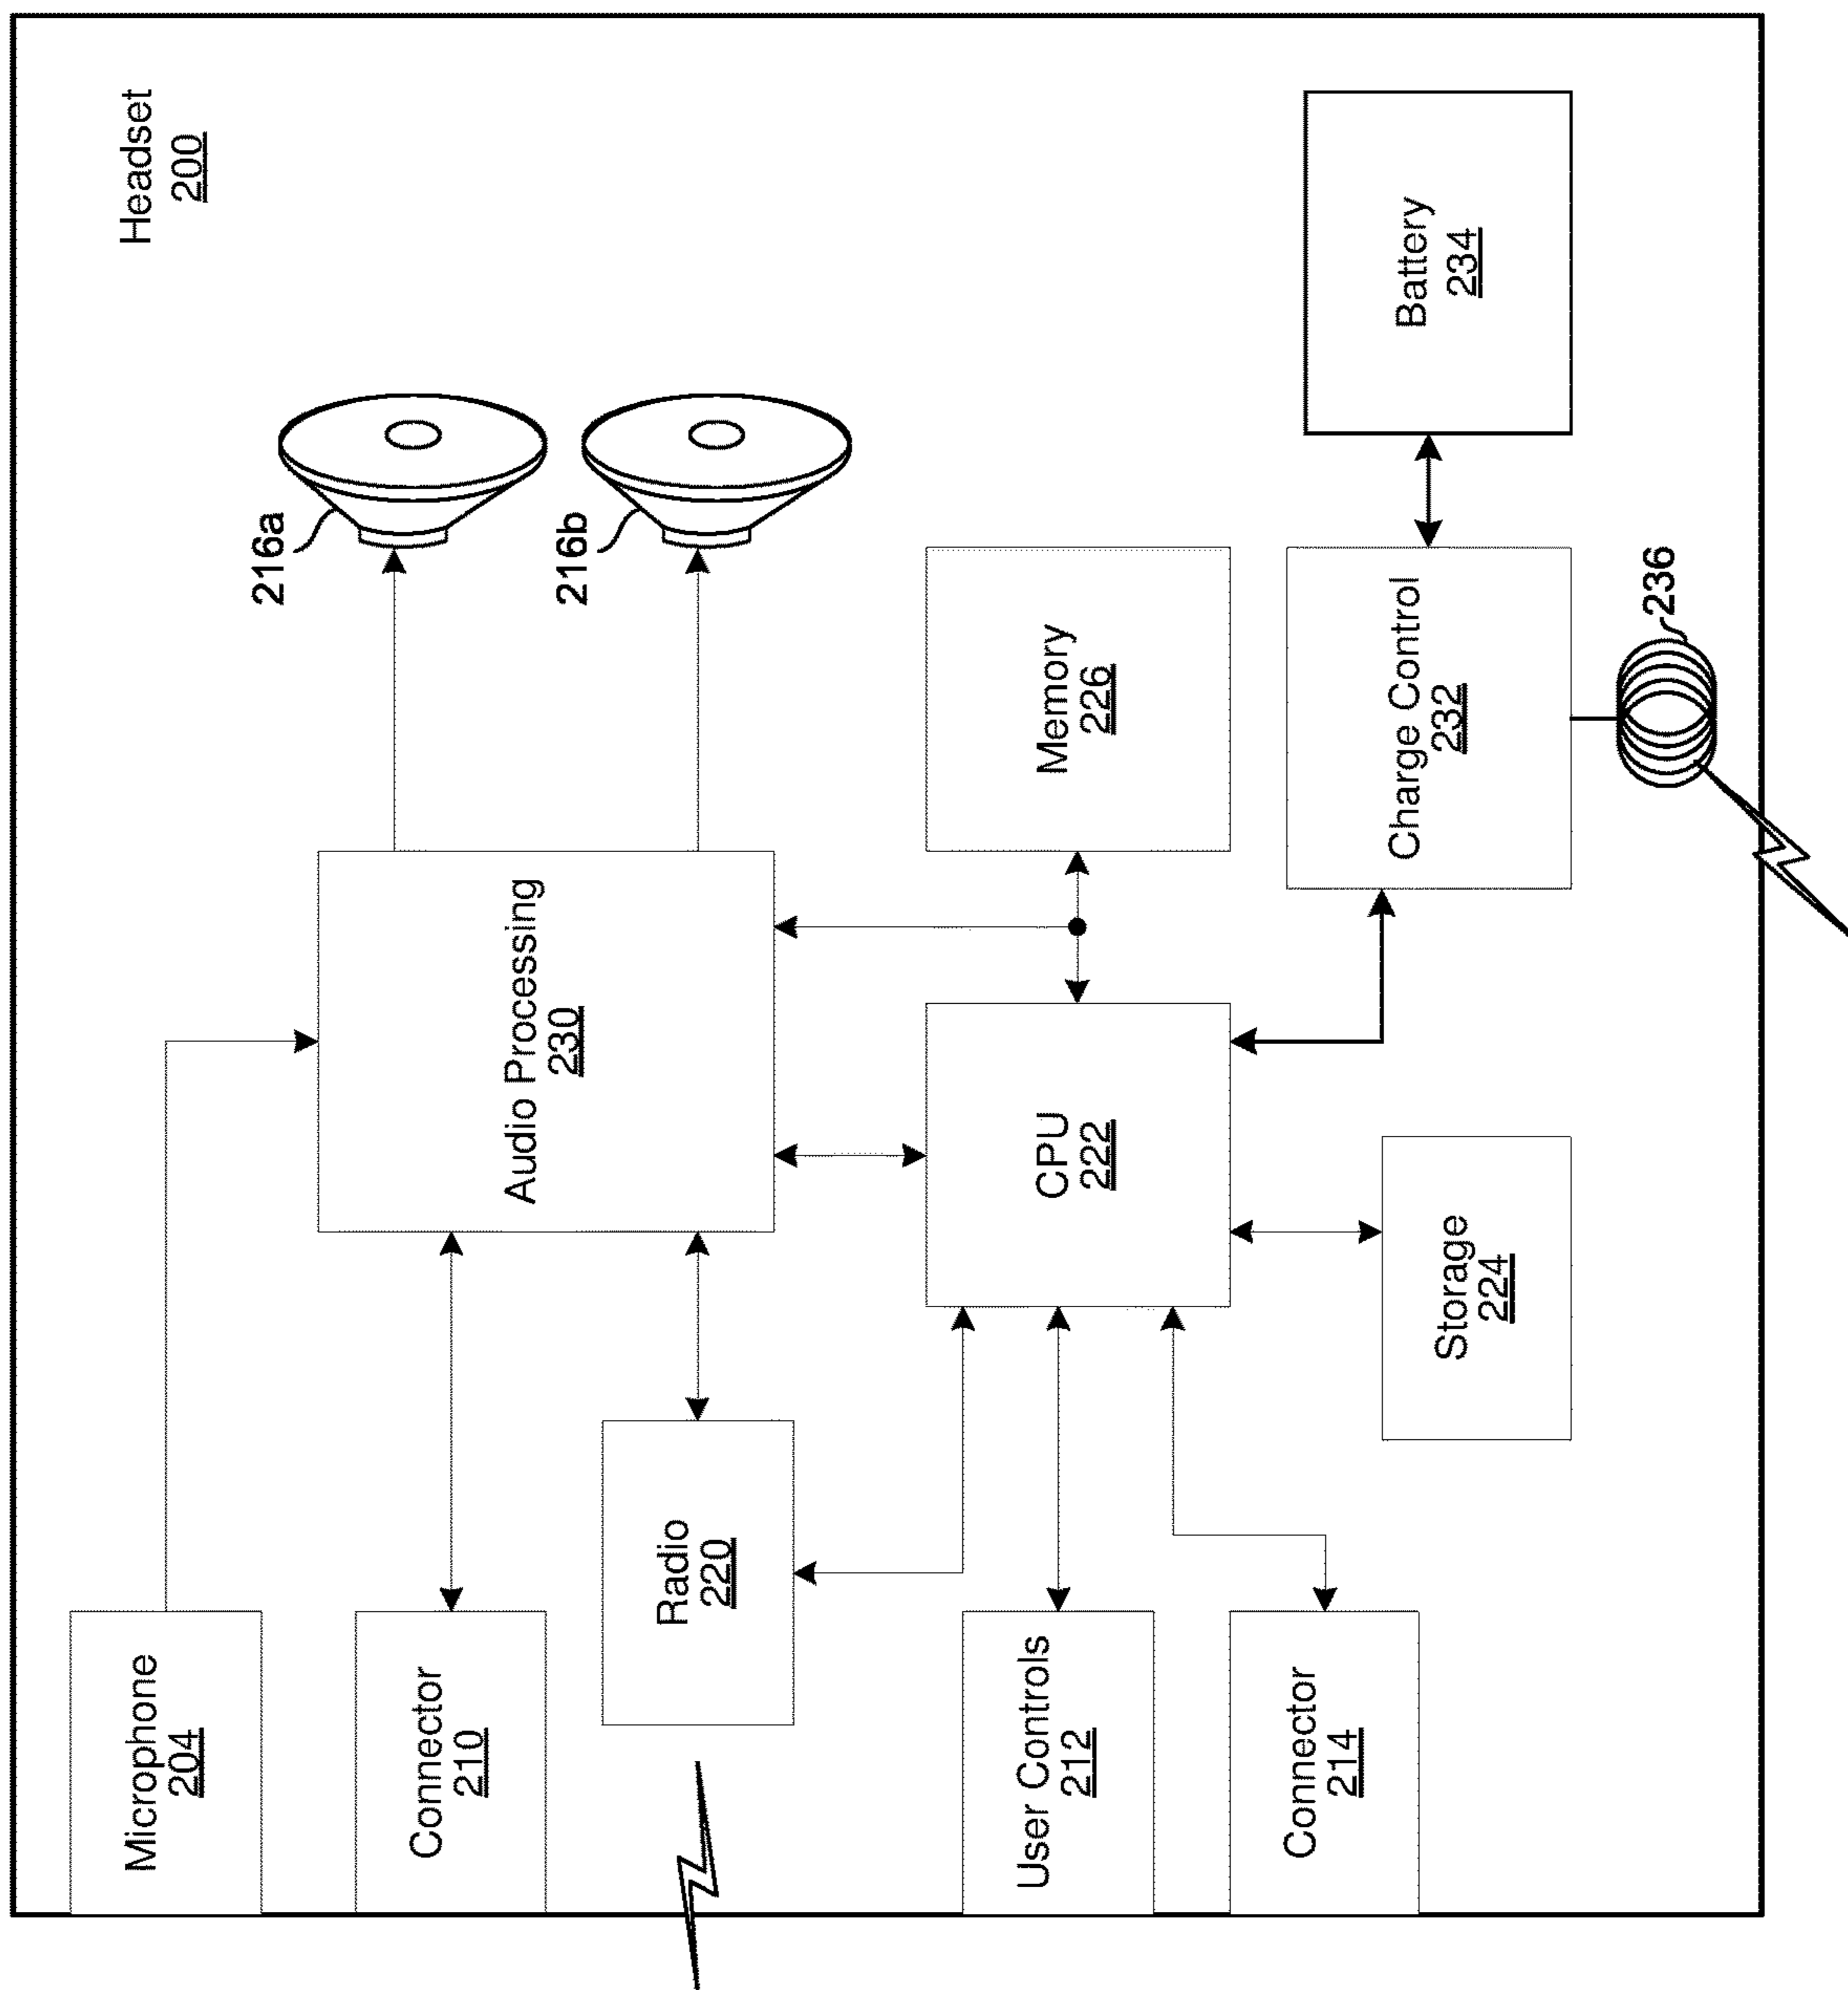 Headset
200
Microphone
204
Connector
210
Radio
220
User Controls
212
Connector
214
Audio Processing
230
CPU
222
Storage
224
216a
216b
Memory
226
Charge Control
232
236
Battery
234